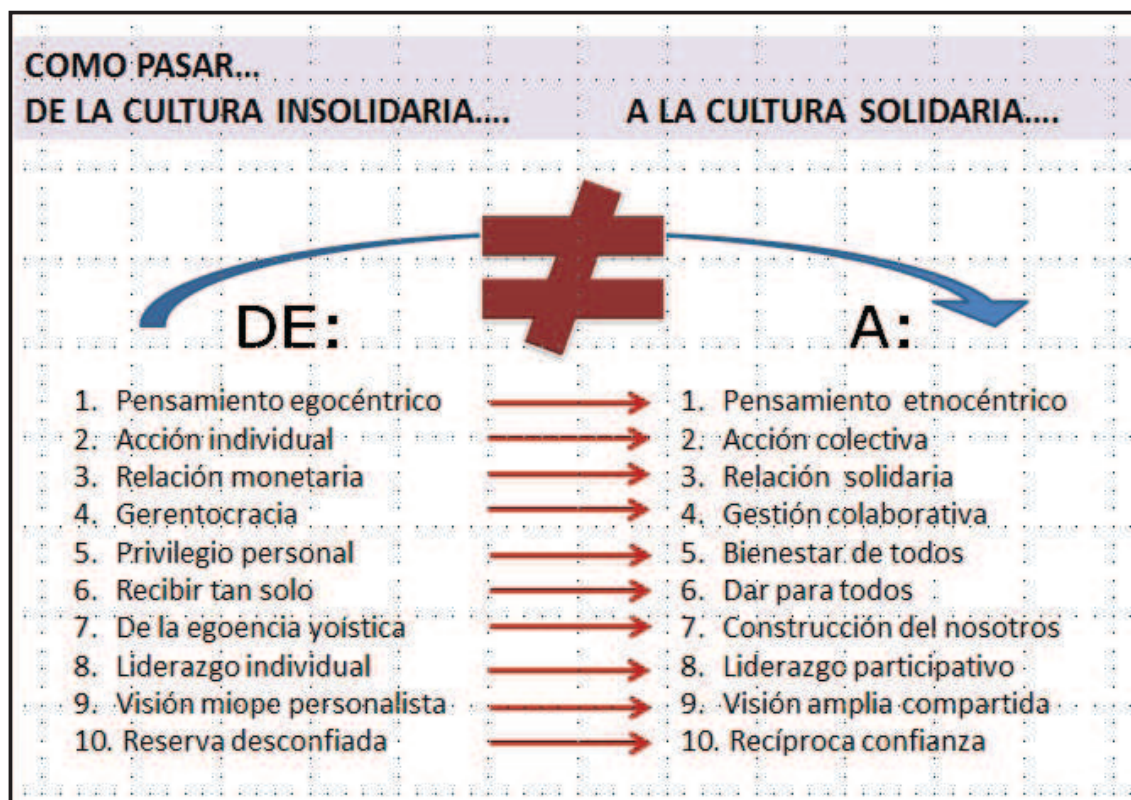 COMO PASAR...
DE LA CULTURA INSOLIDARIA.... A LA CULTURA SOLIDARIA....
≠
DE: A:
1. Pensamiento egocéntrico 1. Pensamiento etnocéntrico
2. Acción individual 2. Acción colectiva
3. Relación monetaria 3. Relación solidaria
4. Gerentocracia 4. Gestión colaborativa
5. Privilegio personal 5. Bienestar de todos
6. Recibir tan solo 6. Dar para todos
7. De la egoencia yoística 7. Construcción del nosotros
8. Liderazgo individual 8. Liderazgo participativo
9. Visión miope personalista 9. Visión amplia compartida
10. Reserva desconfiada 10. Recíproca confianza